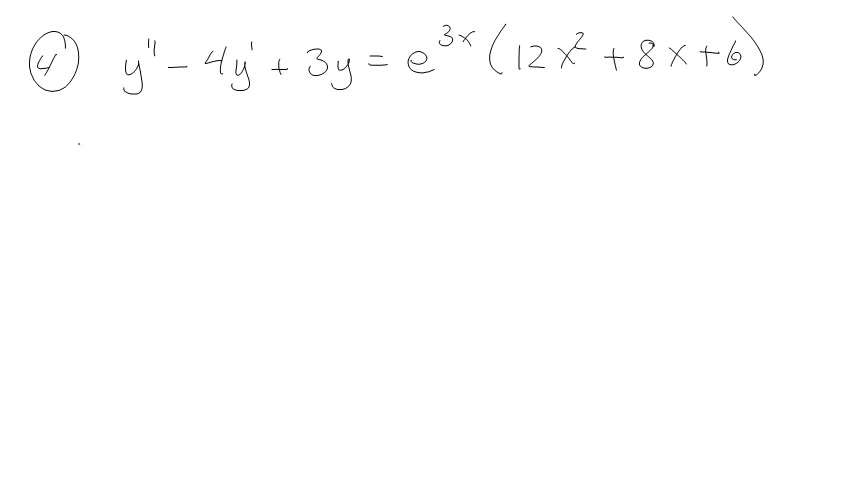 ④ y" - 4y' + 3y = e^{3x} (12x² + 8x + 6)